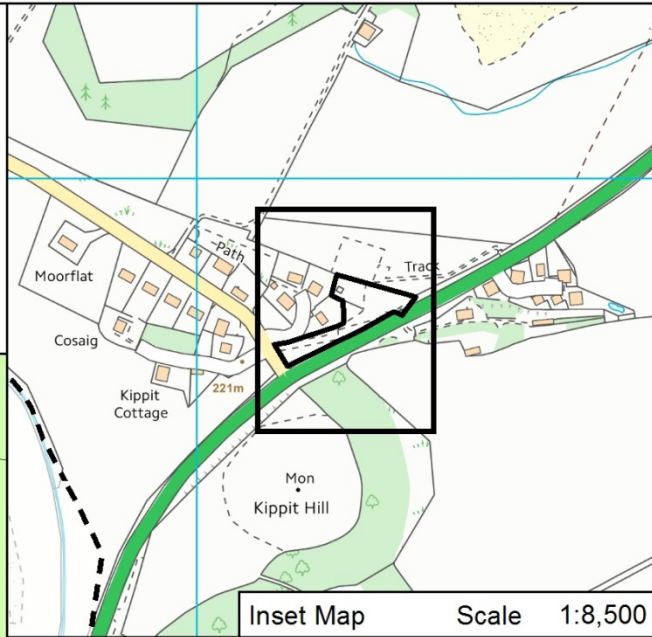 Path
Track
Moorflat
Cosaig
221m
Kippit
Cottage
Mon
Kippit Hill
Inset Map Scale 1:8,500